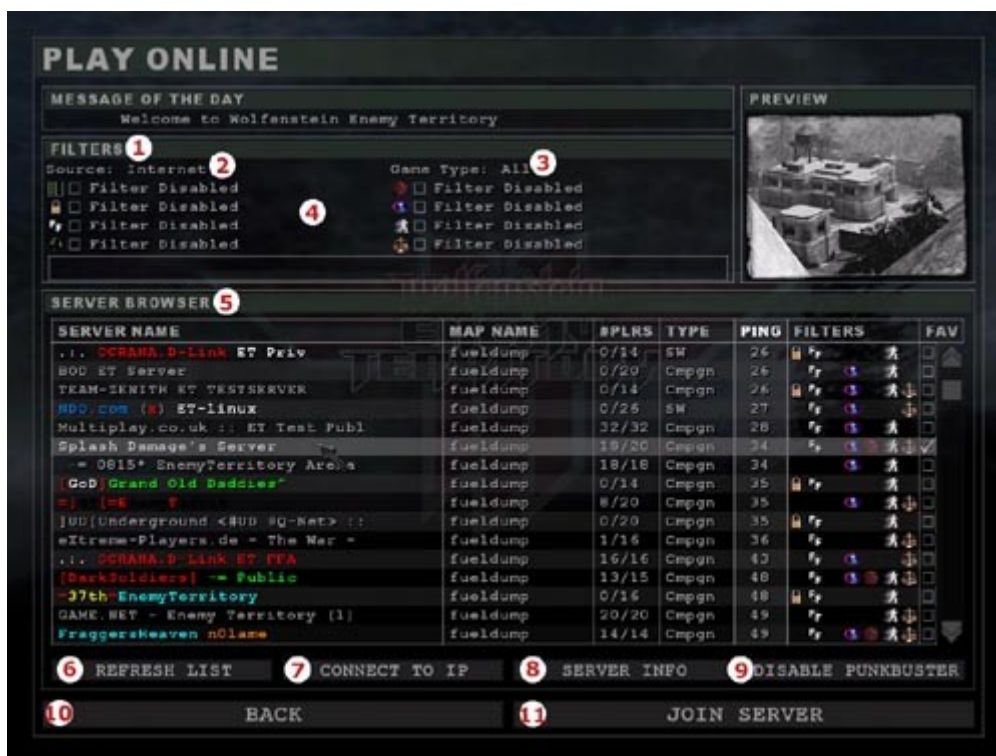 PLAY ONLINE
MESSAGE OF THE DAY
Welcome to Wolfenstein Enemy Territory
PREVIEW
FILTERS 1
Source: Internet 2
Game Type: All 3
Filter Disabled
Filter Disabled
Filter Disabled
Filter Disabled
4
Filter Disabled
Filter Disabled
Filter Disabled
Filter Disabled
SERVER BROWSER 5
SERVER NAME MAP NAME #PLRS TYPE PING FILTERS FAV
.:. OCRANA.D-Link ET Priv fueldump 0/14 SW 26
BOD ET Server fueldump 0/20 Cmpgn 26
TEAM-ZENITH ET TESTSERVER fueldump 0/14 Cmpgn 26
NDD.com (x) ET-linux fueldump 0/26 SW 27
Multiplay.co.uk :: ET Test Publ fueldump 32/32 Cmpgn 28
Splash Damage's Server fueldump 18/20 Cmpgn 34
-= 0815* EnemyTerritory Arena fueldump 18/18 Cmpgn 34
[GoD]Grand Old Daddies^ fueldump 0/14 Cmpgn 35
fueldump 8/20 Cmpgn 35
]UD[Underground <#UD @Q-Net> :: fueldump 0/20 Cmpgn 35
eXtreme-Players.de - The War - fueldump 1/16 Cmpgn 36
.:. OCRANA.D-Link ET FFA fueldump 16/16 Cmpgn 43
[DarkSoldiers] -= Public fueldump 13/15 Cmpgn 48
=37th=EnemyTerritory fueldump 0/16 Cmpgn 48
GAME.NET - Enemy Territory (1) fueldump 20/20 Cmpgn 49
FraggersHeaven n0lame fueldump 14/14 Cmpgn 49
6 REFRESH LIST
7 CONNECT TO IP
8 SERVER INFO
9 DISABLE PUNKBUSTER
10 BACK
11 JOIN SERVER